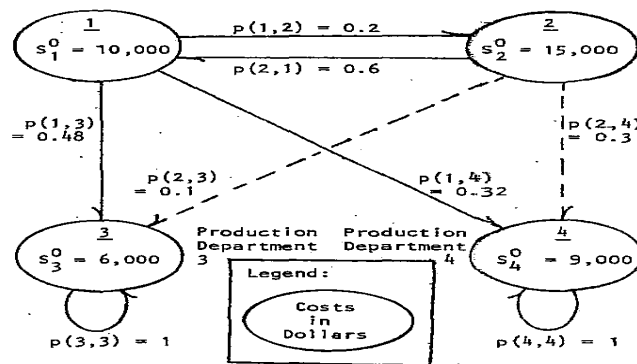 1
s₁⁰ = 10,000
p(1,2) = 0.2
p(2,1) = 0.6
2
s₂⁰ = 15,000
p(1,3)
= 0.48
p(2,3)
= 0.1
p(1,4)
= 0.32
p(2,4)
= 0.3
3
s₃⁰ = 6,000
Production
Department
3
Production
Department
4
4
s₄⁰ = 9,000
p(3,3) = 1
Legend:
Costs
in
Dollars
p(4,4) = 1